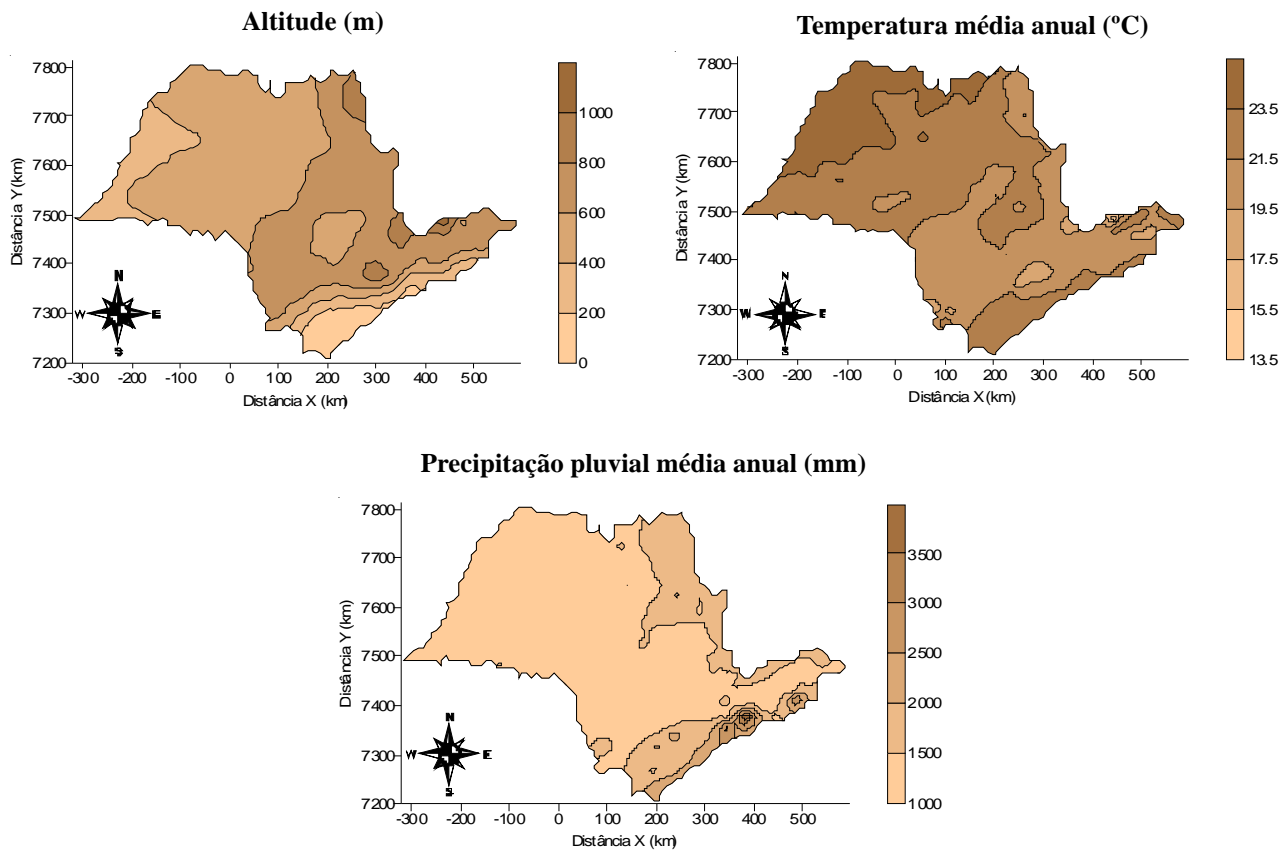 Altitude (m)
Temperatura média anual (ºC)
Distância Y (km)
7800
7700
7600
7500
7400
7300
7200
-300 -200 -100 0 100 200 300 400 500
Distância X (km)
N
W E
S
1000
800
600
400
200
0
Distância Y (km)
7800
7700
7600
7500
7400
7300
7200
-300 -200 -100 0 100 200 300 400 500
Distância X (km)
N
W E
S
23.5
21.5
19.5
17.5
15.5
13.5
Precipitação pluvial média anual (mm)
Distância Y (km)
7800
7700
7600
7500
7400
7300
7200
-300 -200 -100 0 100 200 300 400 500
Distância X (km)
N
W E
S
3500
3000
2500
2000
1500
1000